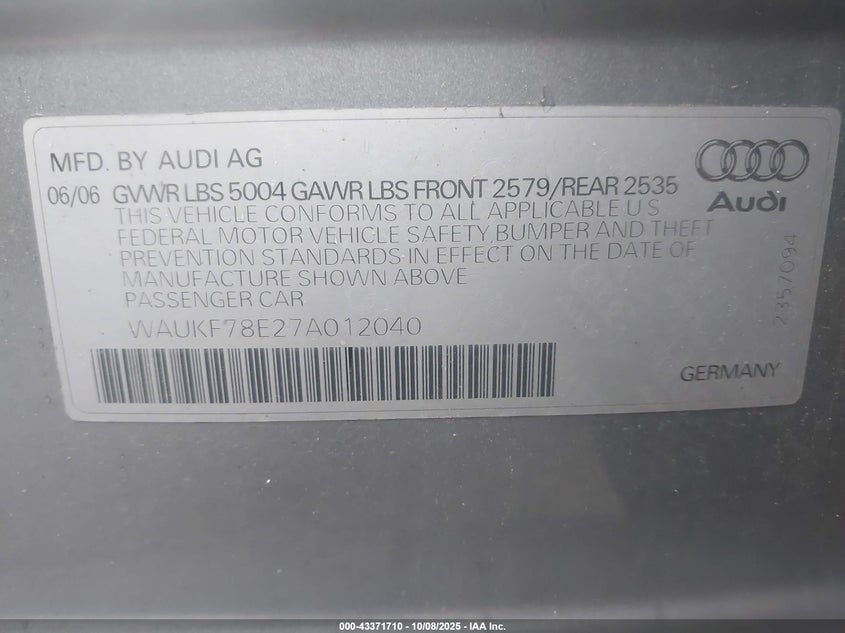 MFD. BY AUDI AG
06/06 GVWR LBS 5004 GAWR LBS FRONT 2579/REAR 2535
Audi
THIS VEHICLE CONFORMS TO ALL APPLICABLE U S
FEDERAL MOTOR VEHICLE SAFETY, BUMPER AND THEFT
PREVENTION STANDARDS IN EFFECT ON THE DATE OF
MANUFACTURE SHOWN ABOVE
PASSENGER CAR
2357094
WAUKF78E27A012040
GERMANY
000-43371710 - 10/08/2025 - IAA Inc.